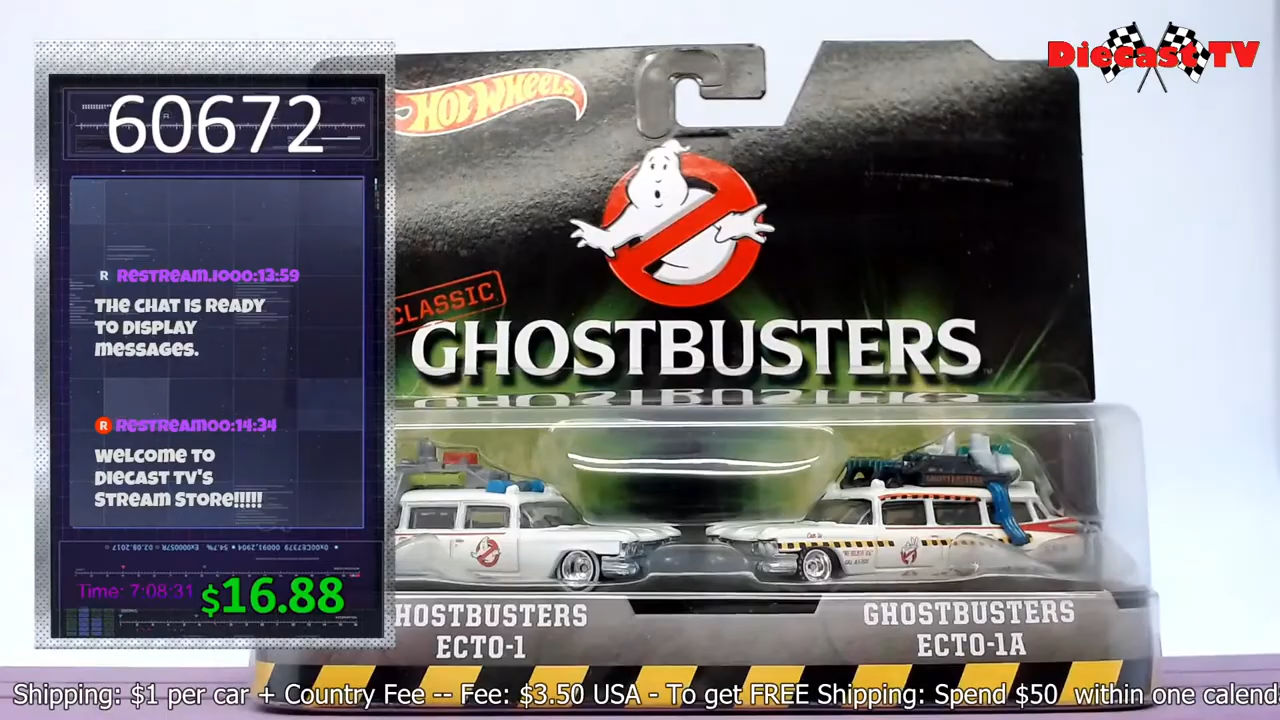 Diecast TV
60672
Restream.io00:13:59
The chat is ready
to display
messages.
Restream00:14:34
Welcome to
Diecast TV's
Stream Store!!!!!
Time: 7:08:31
$16.88
Hot Wheels
CLASSIC
GHOSTBUSTERS
GHOSTBUSTERS
HOSTBUSTERS
ECTO-1
GHOSTBUSTERS
ECTO-1A
Shipping: $1 per car + Country Fee -- Fee: $3.50 USA - To get FREE Shipping: Spend $50 within one calend